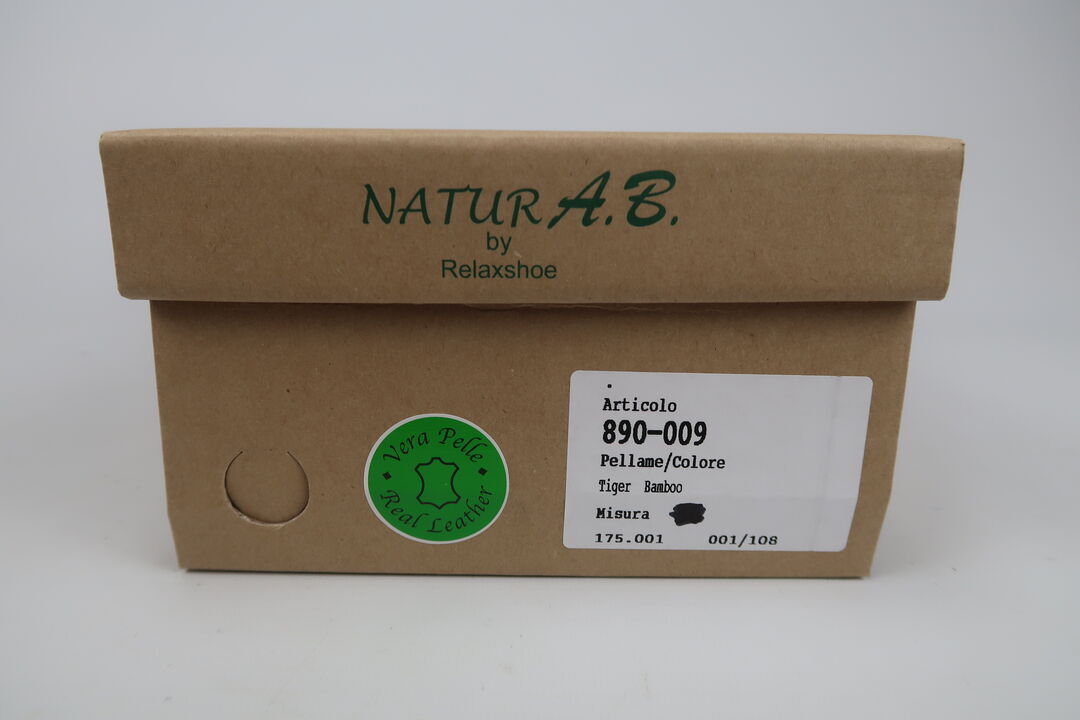 NATUR A.B.
by
Relaxshoe
Vera Pelle
Real Leather
Articolo
890-009
Pellame/Colore
Tiger Bamboo
Misura
175.001 001/108